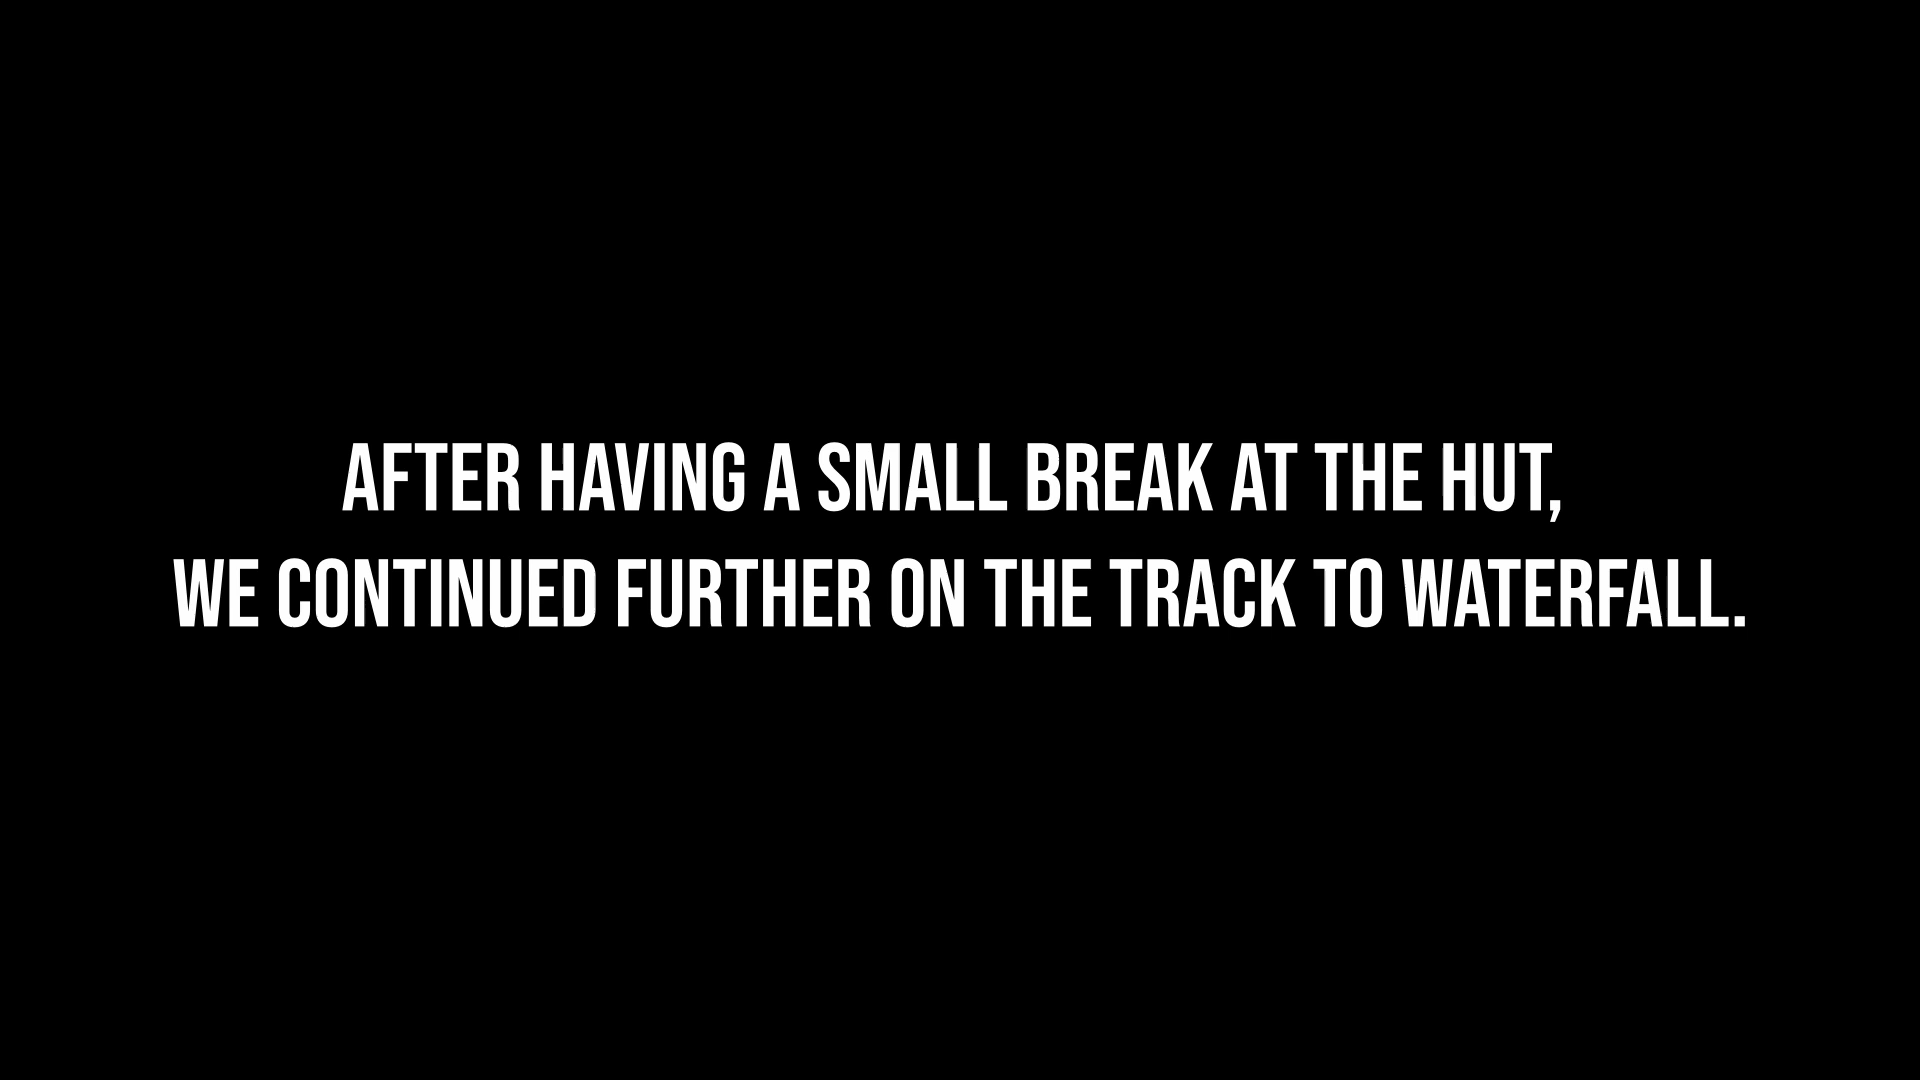 AFTER HAVING A SMALL BREAK AT THE HUT,
WE CONTINUED FURTHER ON THE TRACK TO WATERFALL.